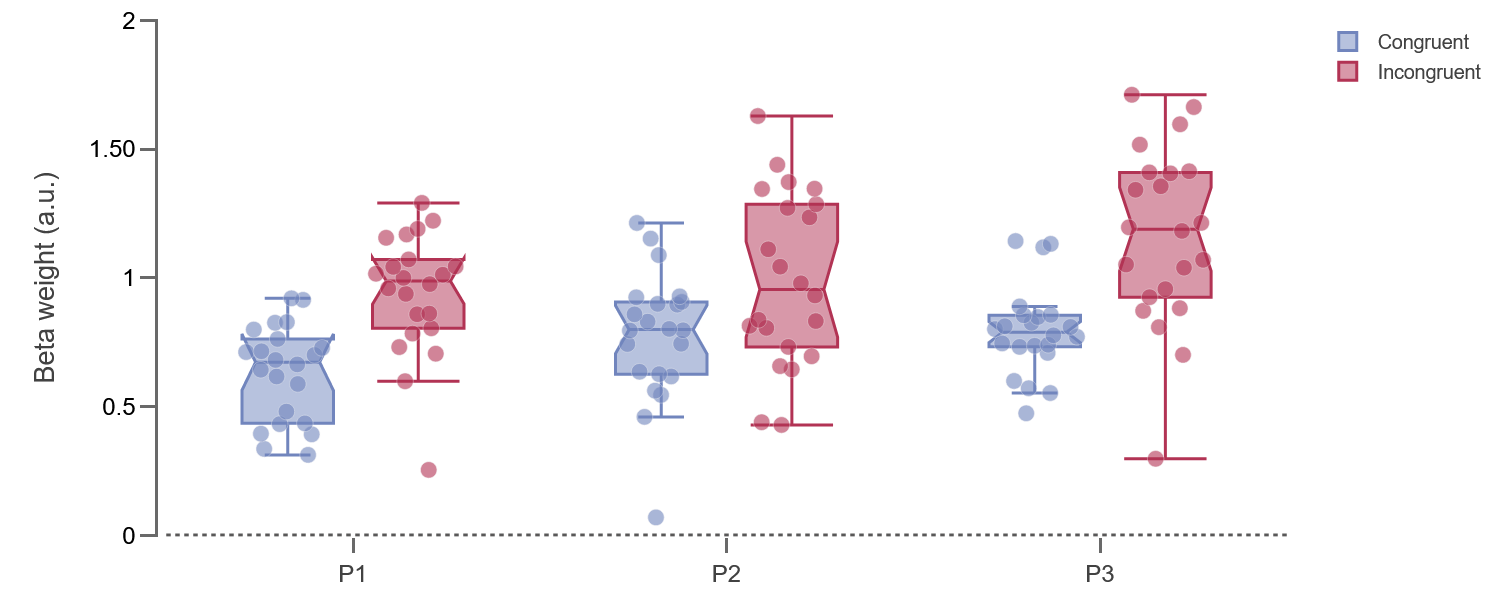 Beta weight (a.u.)
2
1.50
1
0.5
0
P1
P2
P3
Congruent
Incongruent